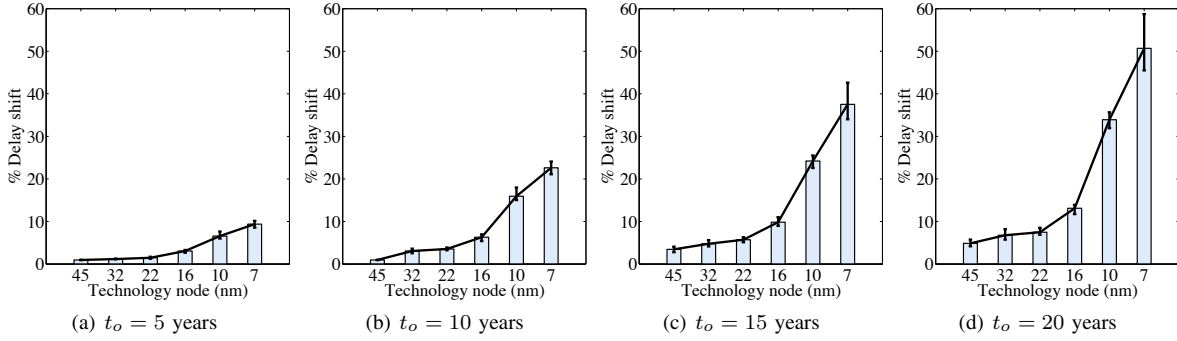 60
50
40
30
20
10
0
% Delay shift
45 32 22 16 10 7
Technology node (nm)
(a) t_o = 5 years
60
50
40
30
20
10
0
% Delay shift
45 32 22 16 10 7
Technology node (nm)
(b) t_o = 10 years
60
50
40
30
20
10
0
% Delay shift
45 32 22 16 10 7
Technology node (nm)
(c) t_o = 15 years
60
50
40
30
20
10
0
% Delay shift
45 32 22 16 10 7
Technology node (nm)
(d) t_o = 20 years